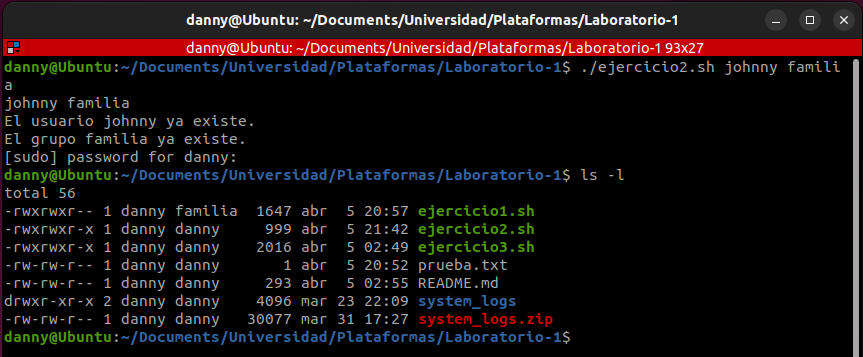 danny@Ubuntu: ~/Documents/Universidad/Plataformas/Laboratorio-1
danny@Ubuntu: ~/Documents/Universidad/Plataformas/Laboratorio-1 93x27
danny@Ubuntu:~/Documents/Universidad/Plataformas/Laboratorio-1$ ./ejercicio2.sh johnny famili
a
johnny familia
El usuario johnny ya existe.
El grupo familia ya existe.
[sudo] password for danny:
danny@Ubuntu:~/Documents/Universidad/Plataformas/Laboratorio-1$ ls -l
total 56
-rwxrwxr-- 1 danny familia  1647 abr  5 20:57 ejercicio1.sh
-rwxrwxr-x 1 danny danny     999 abr  5 21:42 ejercicio2.sh
-rwxrwxr-x 1 danny danny    2016 abr  5 02:49 ejercicio3.sh
-rw-rw-r-- 1 danny danny       1 abr  5 20:52 prueba.txt
-rw-rw-r-- 1 danny danny     293 abr  5 02:55 README.md
drwxr-xr-x 2 danny danny    4096 mar 23 22:09 system_logs
-rw-rw-r-- 1 danny danny   30077 mar 31 17:27 system_logs.zip
danny@Ubuntu:~/Documents/Universidad/Plataformas/Laboratorio-1$